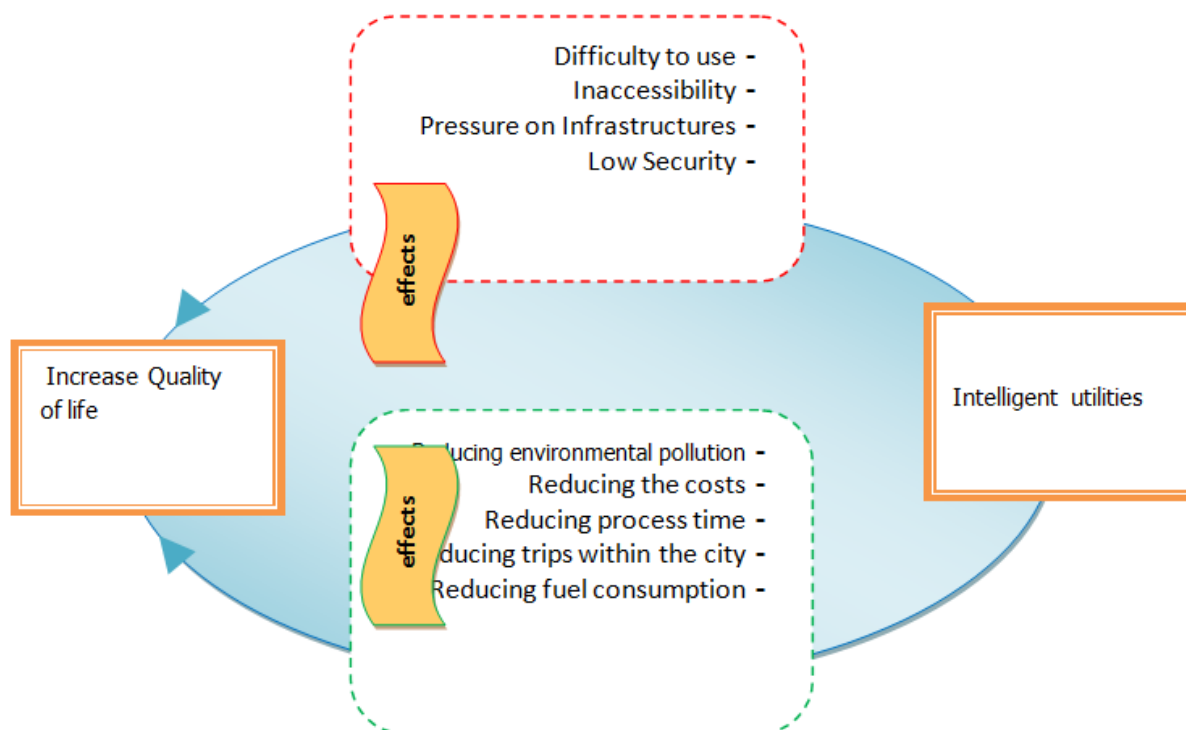 Difficulty to use -
Inaccessibility -
Pressure on Infrastructures -
Low Security -
effects
Increase Quality
of life
Intelligent utilities
environmental pollution -
Reducing the costs -
Reducing process time -
trips within the city -
Reducing fuel consumption -
effects